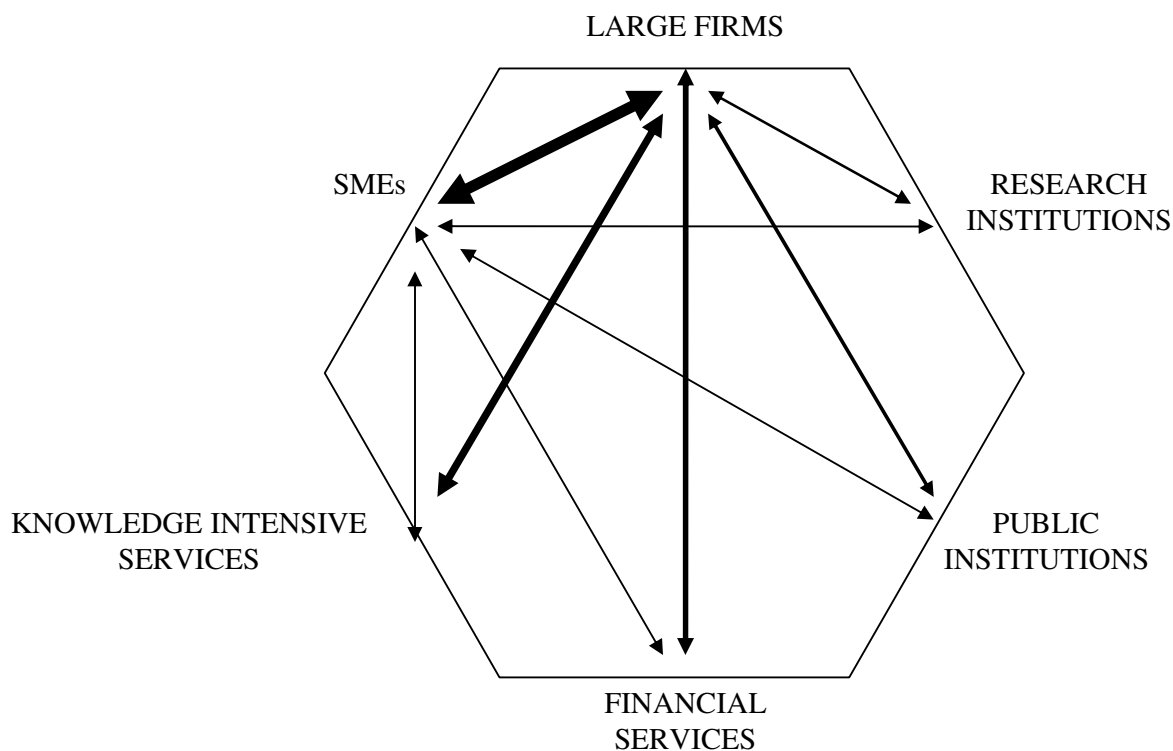 LARGE FIRMS
SMEs
RESEARCH
INSTITUTIONS
KNOWLEDGE INTENSIVE
SERVICES
PUBLIC
INSTITUTIONS
FINANCIAL
SERVICES